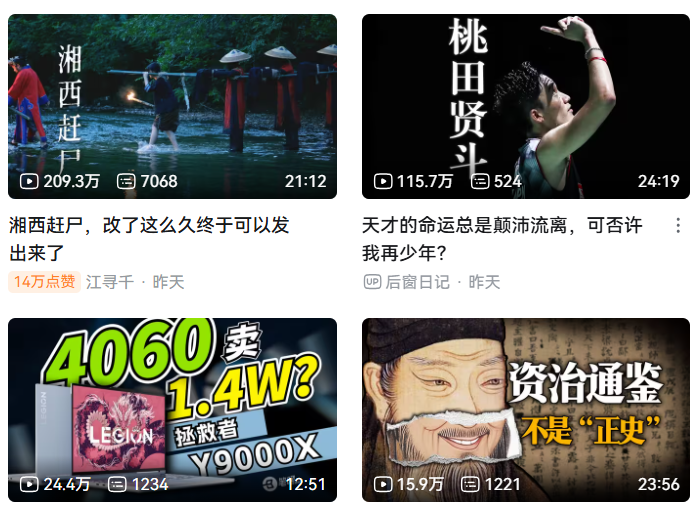 湘西赶尸
209.3万
7068
21:12
湘西赶尸，改了这么久终于可以发
出来了
14万点赞 江寻千 · 昨天
桃田贤斗
115.7万
524
24:19
天才的命运总是颠沛流离，可否许
我再少年？
UP 后窗日记 · 昨天
4060卖
1.4W?
拯救者
Y9000X
LEGION
24.4万
1234
12:51
资治通鉴
不是“正史”
15.9万
1221
23:56